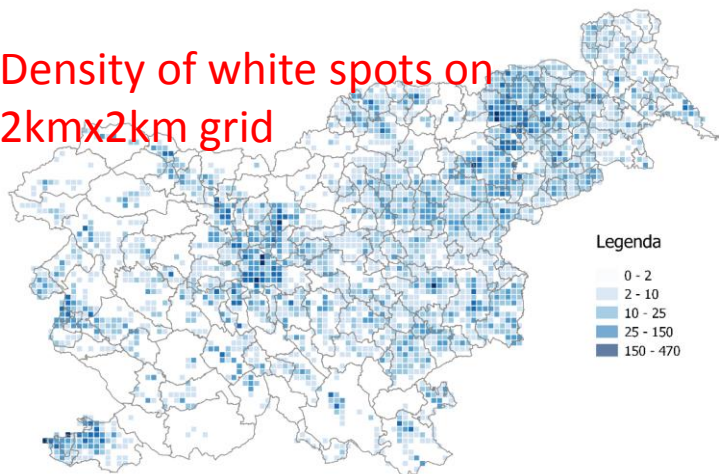 Density of white spots on
2kmx2km grid
Legenda
0 - 2
2 - 10
10 - 25
25 - 150
150 - 470